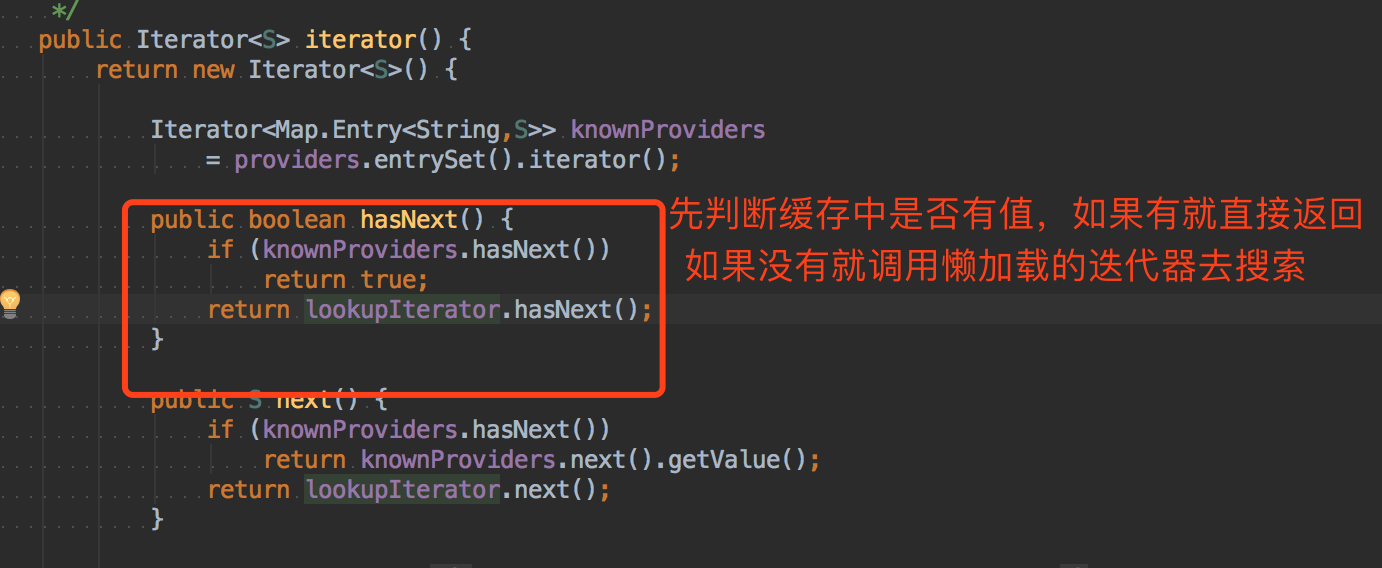 */
public Iterator<S> iterator() {
return new Iterator<S>() {
Iterator<Map.Entry<String,S>> knownProviders
= providers.entrySet().iterator();
public boolean hasNext() {
if (knownProviders.hasNext())
return true;
return lookupIterator.hasNext();
}
先判断缓存中是否有值，如果有就直接返回
如果没有就调用懒加载的迭代器去搜索
public S next() {
if (knownProviders.hasNext())
return knownProviders.next().getValue();
return lookupIterator.next();
}